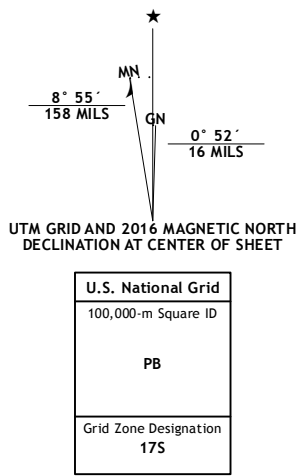 ★
MN
8° 55´
158 MILS
GN
0° 52´
16 MILS
UTM GRID AND 2016 MAGNETIC NORTH
DECLINATION AT CENTER OF SHEET
U.S. National Grid
100,000-m Square ID
PB
Grid Zone Designation
17S